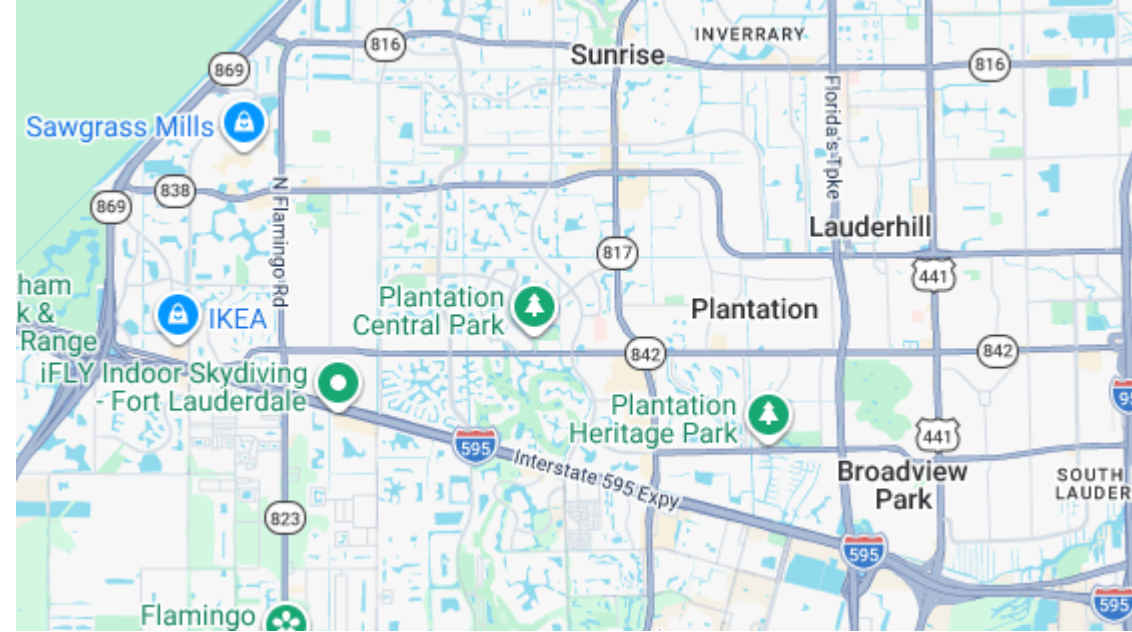 816
Sunrise
INVERRARY
869
816
Sawgrass Mills
Florida's Tpke
838
869
N Flamingo Rd
Lauderhill
817
441
ham
k &
Range
Plantation
Central Park
Plantation
IKEA
842
842
iFLY Indoor Skydiving
- Fort Lauderdale
95
Plantation
Heritage Park
441
595
Interstate 595 Expy
Broadview
Park
SOUTH
LAUDER
823
595
595
Flamingo